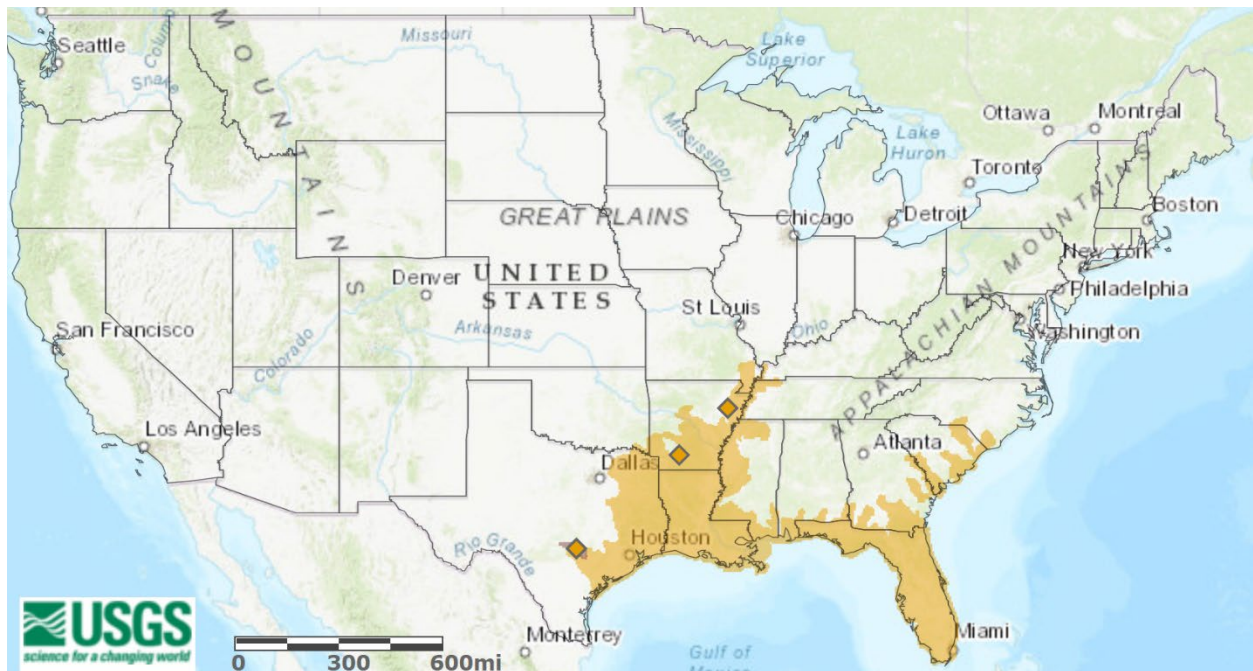 Seattle
Columb
Snake
MOUNTAINS
Missouri
Mississippi
Lake
Superior
Lake
Huron
Ottawa
Montreal
Toronto
Boston
Detroit
Chicago
New York
Philadelphia
Washington
APPALACHIAN MOUNTAINS
GREAT PLAINS
Denver
UNITED
STATES
St Louis
Ohio
Arkansas
San Francisco
Colorado
Los Angeles
Atlanta
Dallas
Houston
Rio Grande
Monterrey
Miami
Gulf of
USGS
science for a changing world
0 300 600mi